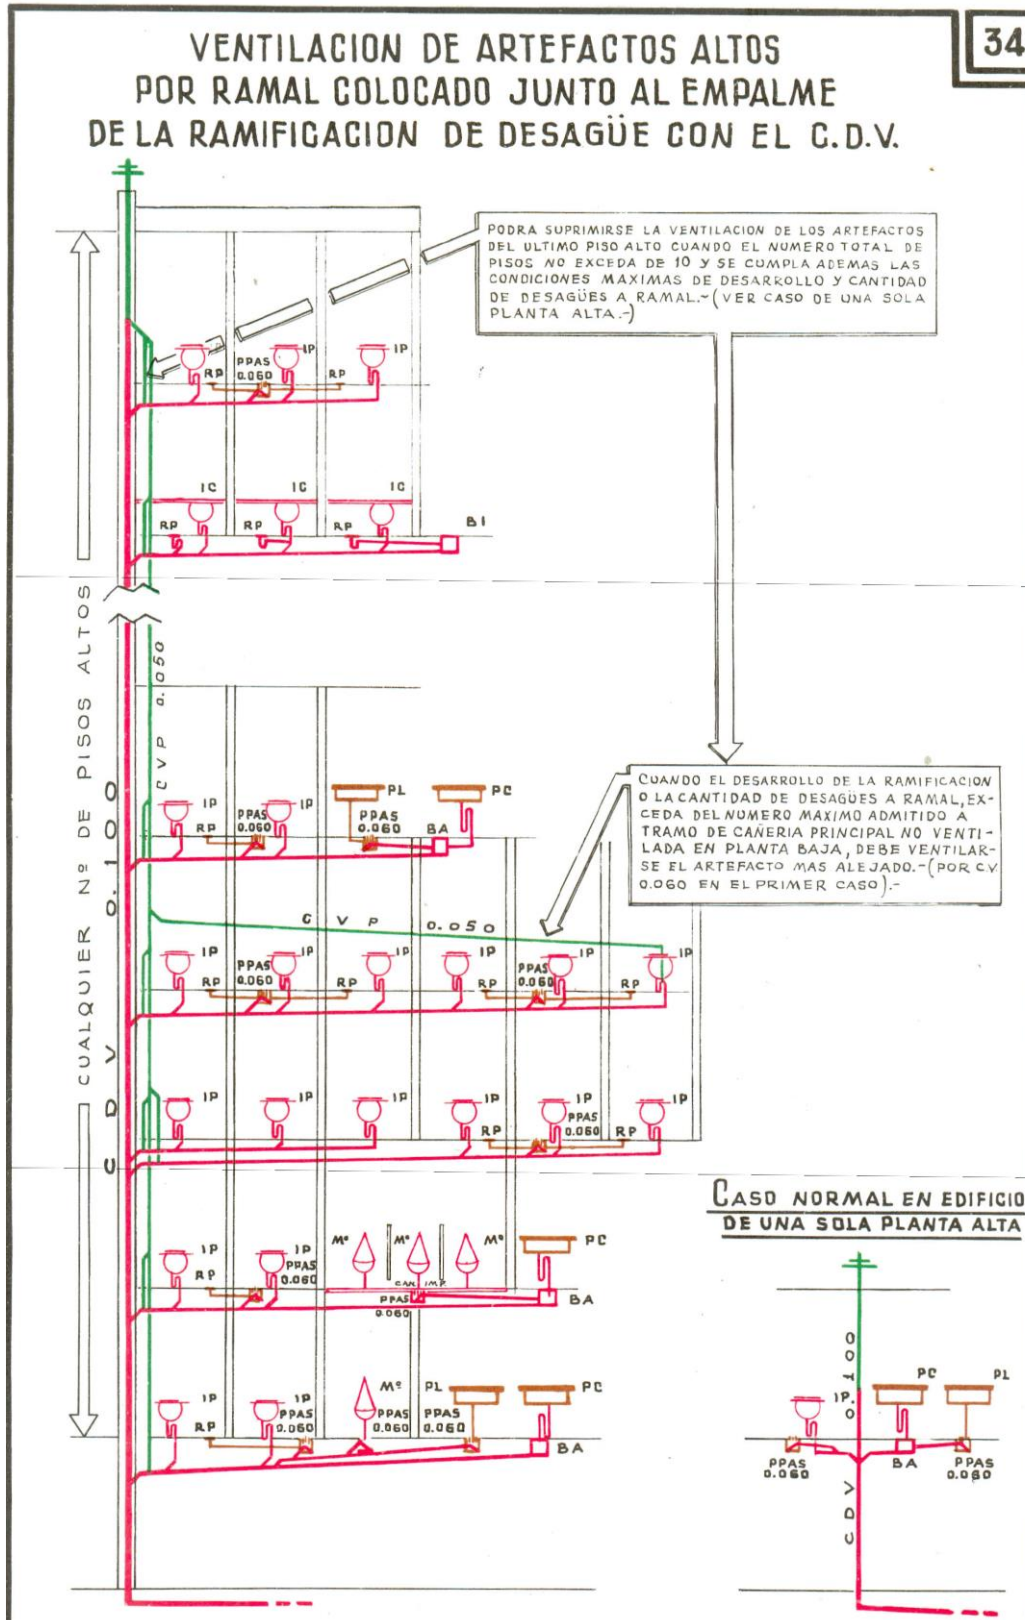 34
VENTILACION DE ARTEFACTOS ALTOS
POR RAMAL COLOCADO JUNTO AL EMPALME
DE LA RAMIFICACION DE DESAGÜE CON EL C.D.V.
PODRA SUPRIMIRSE LA VENTILACION DE LOS ARTEFACTOS
DEL ULTIMO PISO ALTO CUANDO EL NUMERO TOTAL DE
PISOS NO EXCEDA DE 10 Y SE CUMPLA ADEMAS LAS
CONDICIONES MAXIMAS DE DESARROLLO Y CANTIDAD
DE DESAGÜES A RAMAL.-(VER CASO DE UNA SOLA
PLANTA ALTA.-)
IP
PPAS
0.060
IP
RP
RP
IC
IC
IC
RP
RP
RP
BI
CUALQUIER Nº DE PISOS ALTOS
CVP 0.050
CDV 0.100
IP
RP
PPAS
0.060
IP
PL
PPAS
0.060
BA
PC
CUANDO EL DESARROLLO DE LA RAMIFICACION
O LA CANTIDAD DE DESAGÜES A RAMAL, EX-
CEDA DEL NUMERO MAXIMO ADMITIDO A
TRAMO DE CAÑERIA PRINCIPAL NO VENTI-
LADA EN PLANTA BAJA, DEBE VENTILAR-
SE EL ARTEFACTO MAS ALEJADO.-(POR CV
0.060 EN EL PRIMER CASO).-
CVP 0.050
IP
RP
PPAS
0.060
IP
RP
IP
IP
RP
PPAS
0.060
IP
RP
IP
IP
IP
IP
IP
RP
IP
PPAS
0.060
RP
IP
IP
RP
IP
PPAS
0.060
Mº
Mº
Mº
CAN. IMP.
PPAS
0.060
PC
BA
IP
RP
IP
PPAS
0.060
Mº
PPAS
0.060
PL
PPAS
0.060
PC
BA
CASO NORMAL EN EDIFICIO
DE UNA SOLA PLANTA ALTA
0.100
IP
PC
PL
PPAS
0.060
BA
PPAS
0.060
CDV